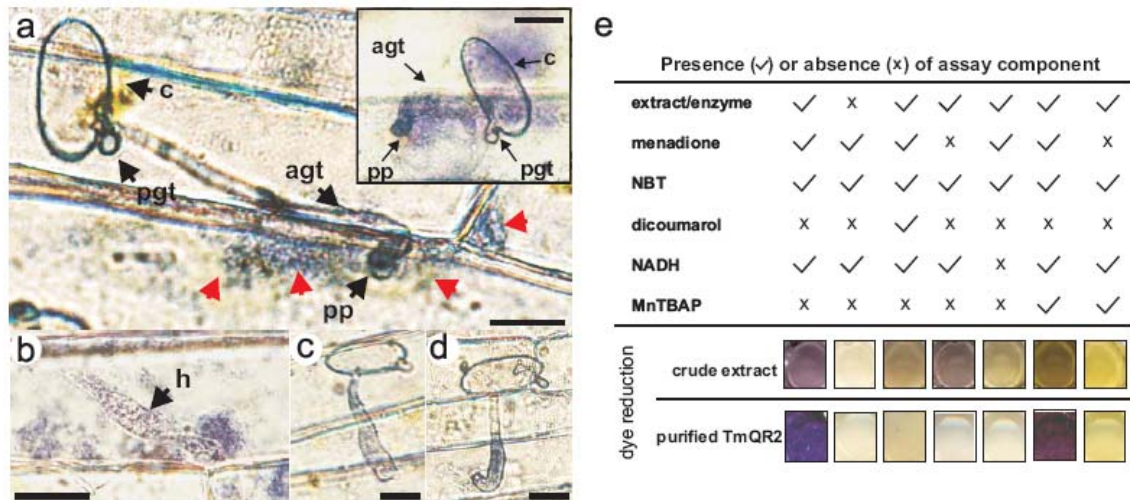 a
c
pgt
agt
pp
agt
c
pp
pgt
b
h
c
d
e
Presence (✓) or absence (x) of assay component
extract/enzyme ✓ x ✓ ✓ ✓ ✓ ✓
menadione ✓ ✓ ✓ x ✓ ✓ x
NBT ✓ ✓ ✓ ✓ ✓ ✓ ✓
dicoumarol x x ✓ x x x x
NADH ✓ ✓ ✓ ✓ x ✓ ✓
MnTBAP x x x x x ✓ ✓
dye reduction
crude extract
purified TmQR2